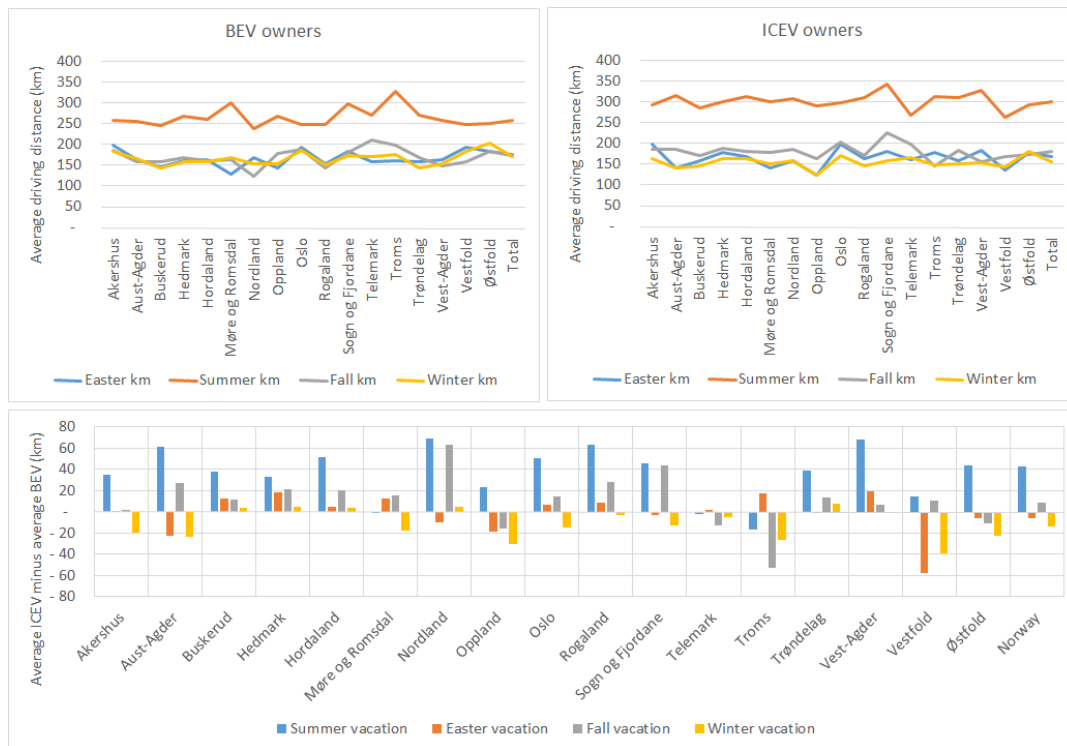 BEV owners
Average driving distance (km)
400
350
300
250
200
150
100
50
-
Akershus
Aust-Agder
Buskerud
Hedmark
Hordaland
Møre og Romsdal
Nordland
Oppland
Oslo
Rogaland
Sogn og Fjordane
Telemark
Troms
Trøndelag
Vest-Agder
Vestfold
Østfold
Total
Easter km Summer km Fall km Winter km
ICEV owners
Average driving distance (km)
400
350
300
250
200
150
100
50
-
Akershus
Aust-Agder
Buskerud
Hedmark
Hordaland
Møre og Romsdal
Nordland
Oppland
Oslo
Rogaland
Sogn og Fjordane
Telemark
Troms
Trøndelag
Vest-Agder
Vestfold
Østfold
Total
Easter km Summer km Fall km Winter km
Average ICEV minus average BEV (km)
80
60
40
20
-
- 20
- 40
- 60
- 80
Akershus
Aust-Agder
Buskerud
Hedmark
Hordaland
Møre og Romsdal
Nordland
Oppland
Oslo
Rogaland
Sogn og Fjordane
Telemark
Troms
Trøndelag
Vest-Agder
Vestfold
Østfold
Norway
Summer vacation Easter vacation Fall vacation Winter vacation